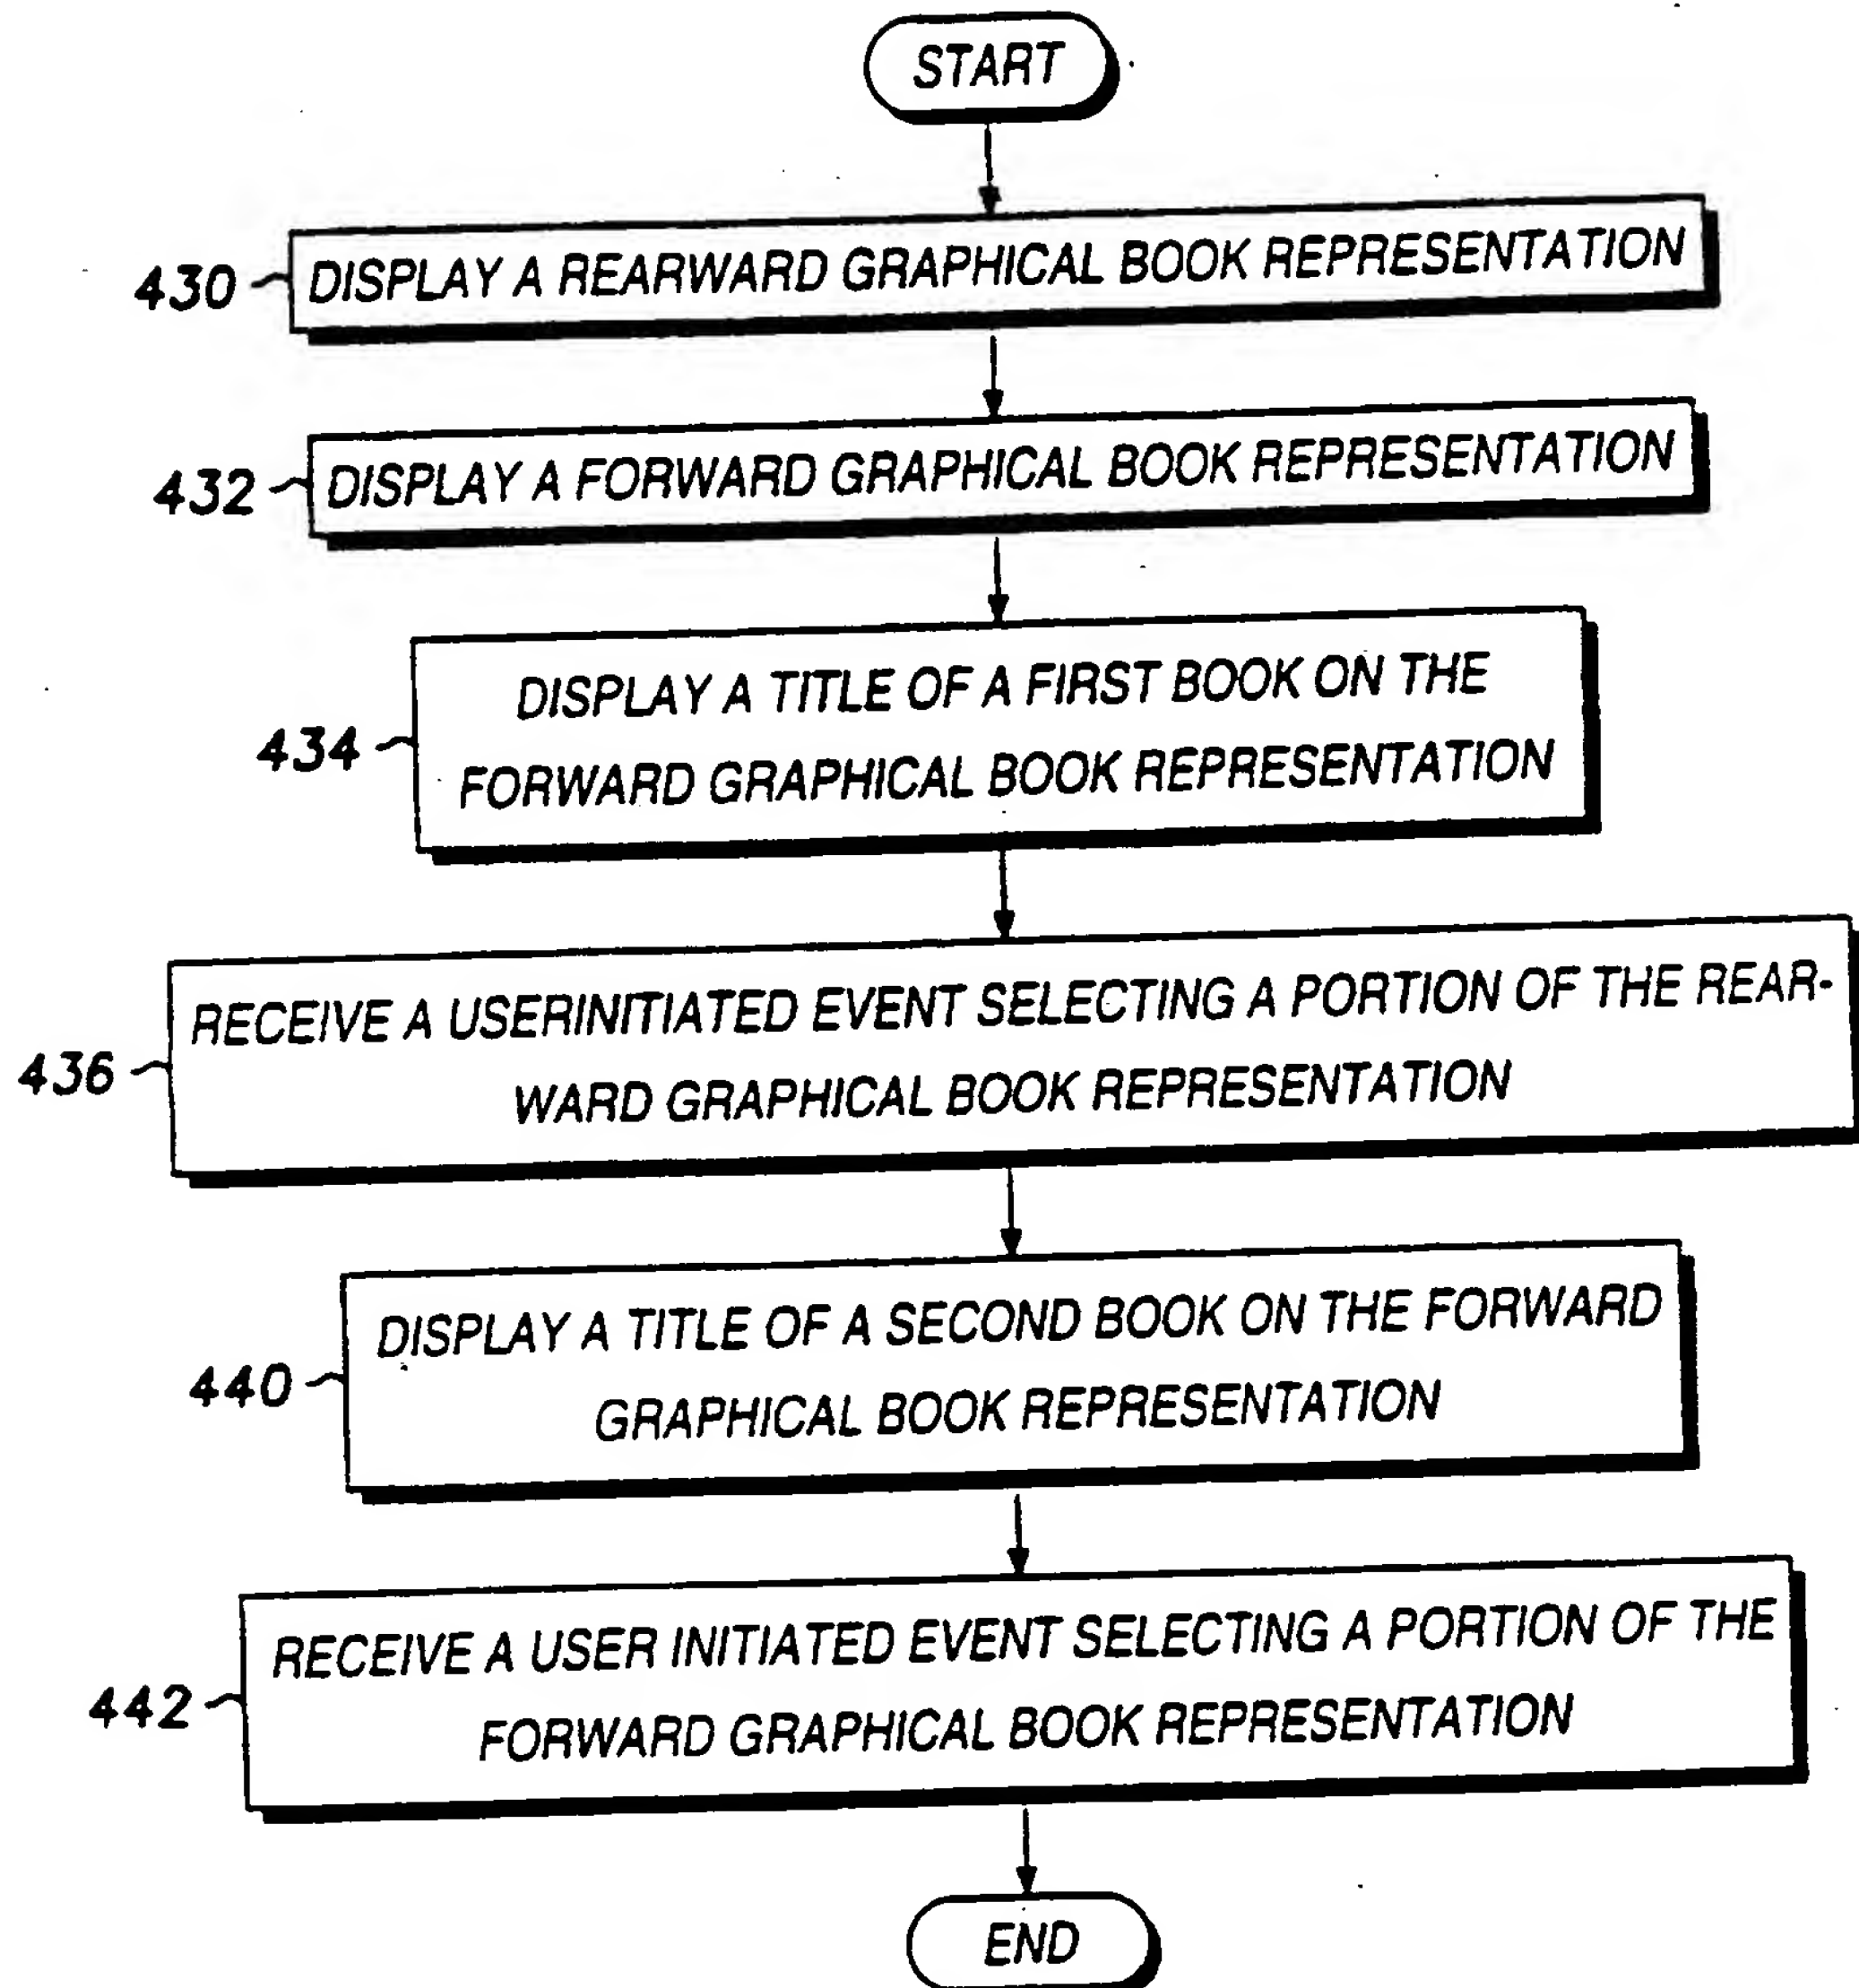 START
430 DISPLAY A REARWARD GRAPHICAL BOOK REPRESENTATION
432 DISPLAY A FORWARD GRAPHICAL BOOK REPRESENTATION
DISPLAY A TITLE OF A FIRST BOOK ON THE
434
FORWARD GRAPHICAL BOOK REPRESENTATION
RECEIVE A USERINITIATED EVENT SELECTING A PORTION OF THE REAR-
436
WARD GRAPHICAL BOOK REPRESENTATION
DISPLAY A TITLE OF A SECOND BOOK ON THE FORWARD
440
GRAPHICAL BOOK REPRESENTATION
RECEIVE A USER INITIATED EVENT SELECTING A PORTION OF THE
442
FORWARD GRAPHICAL BOOK REPRESENTATION
END